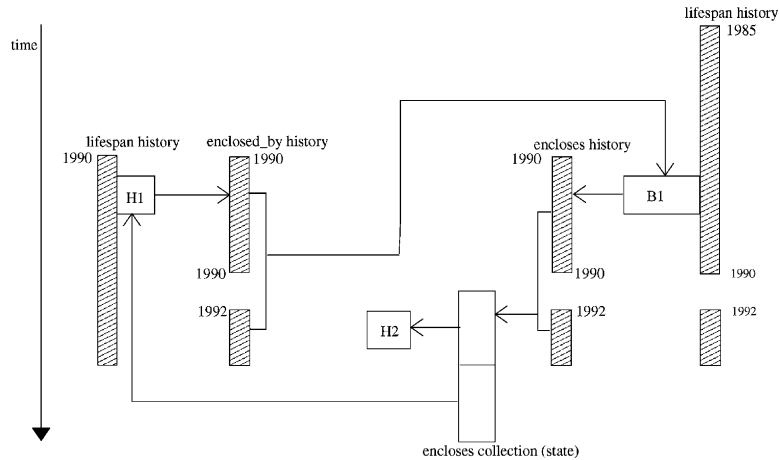 lifespan history
1985
time
lifespan history
enclosed_by history
encloses history
1990
1990
1990
H1
B1
1990
1990
1990
1992
1992
1992
H2
encloses collection (state)